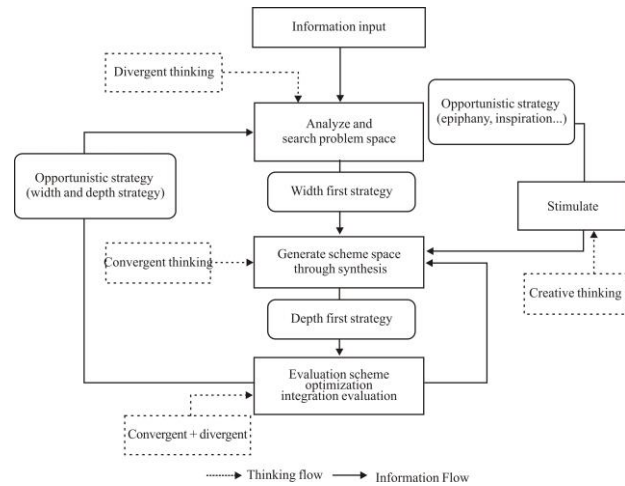 Information input
Divergent thinking
Opportunistic strategy
(epiphany, inspiration...)
Analyze and
search problem space
Opportunistic strategy
(width and depth strategy)
Width first strategy
Stimulate
Convergent thinking
Generate scheme space
through synthesis
Creative thinking
Depth first strategy
Evaluation scheme
optimization
integration evaluation
Convergent + divergent
Thinking flow
Information Flow